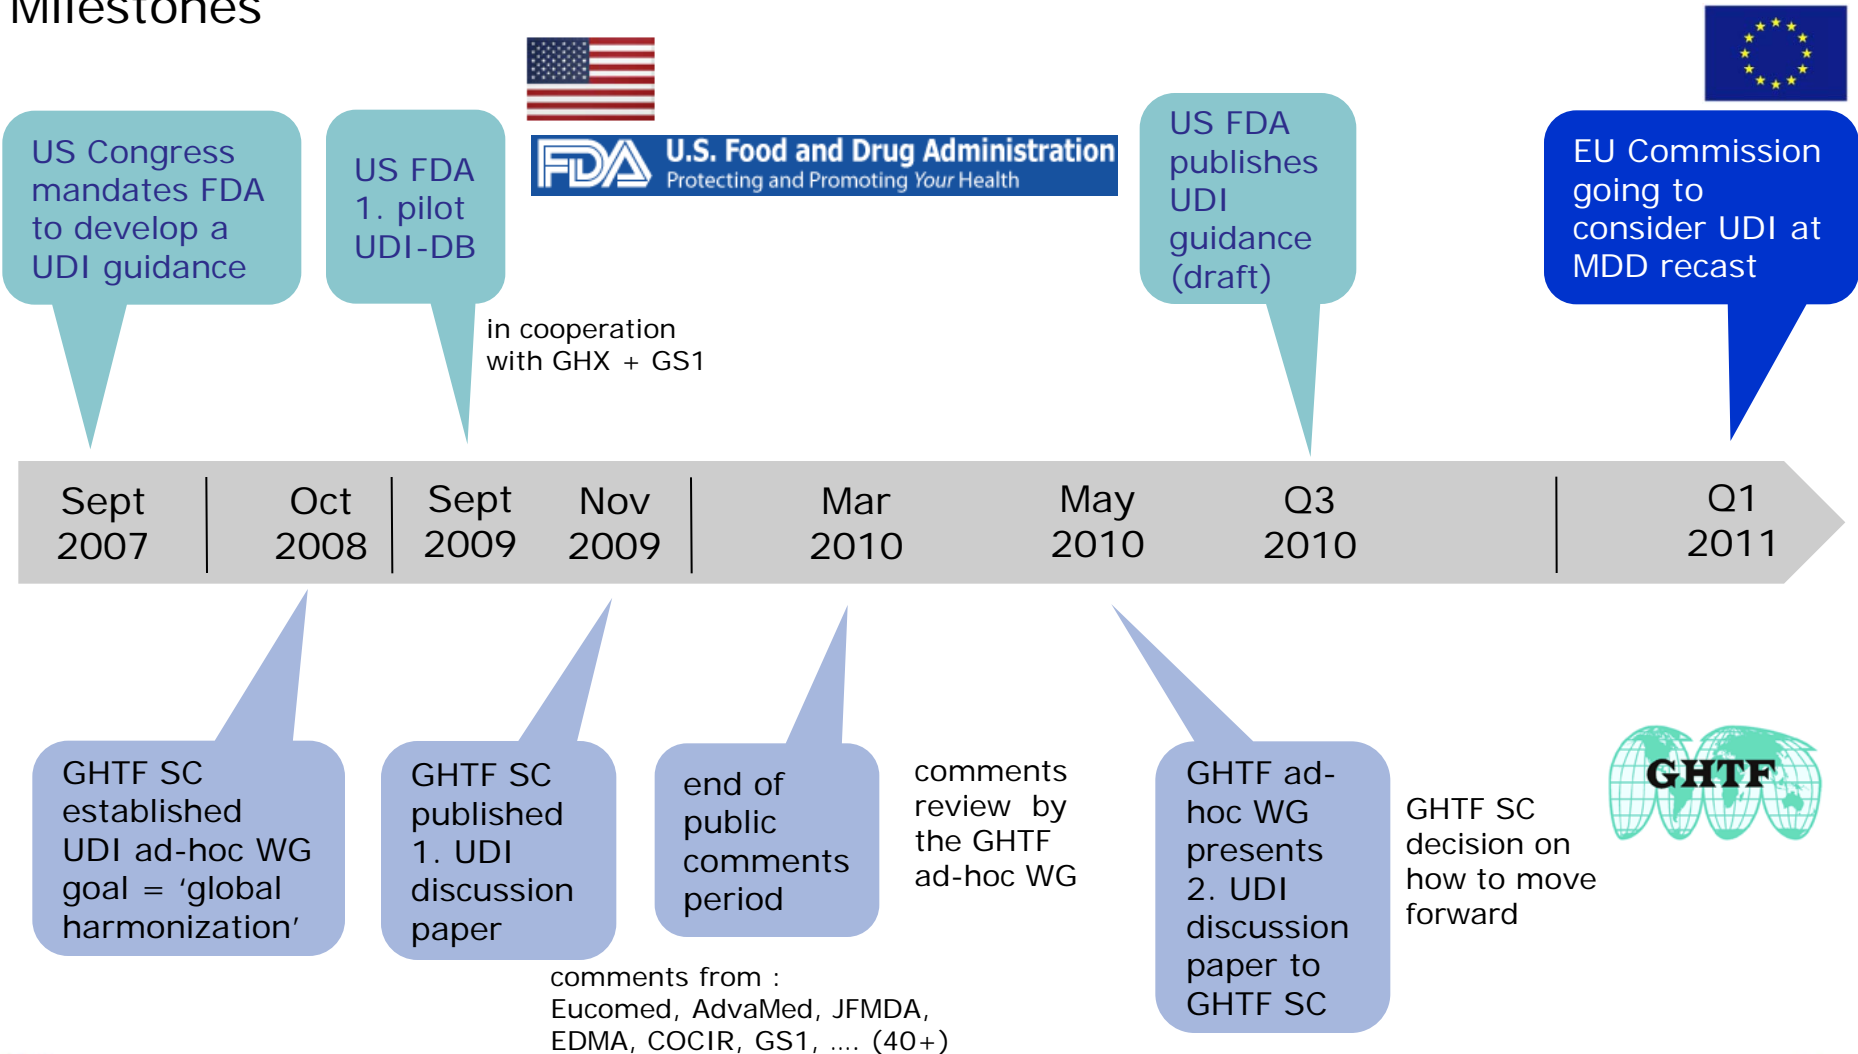 Milestones
US Congress
mandates FDA
to develop a
UDI guidance
US FDA
1. pilot
UDI-DB
in cooperation
with GHX + GS1
FDA
U.S. Food and Drug Administration
Protecting and Promoting Your Health
US FDA
publishes
UDI
guidance
(draft)
EU Commission
going to
consider UDI at
MDD recast
Sept
2007
Oct
2008
Sept
2009
Nov
2009
Mar
2010
May
2010
Q3
2010
Q1
2011
GHTF SC
established
UDI ad-hoc WG
goal = ‘global
harmonization’
GHTF SC
published
1. UDI
discussion
paper
end of
public
comments
period
comments from :
Eucomed, AdvaMed, JFMDA,
EDMA, COCIR, GS1, .... (40+)
comments
review by
the GHTF
ad-hoc WG
GHTF ad-
hoc WG
presents
2. UDI
discussion
paper to
GHTF SC
GHTF SC
decision on
how to move
forward
GHTF